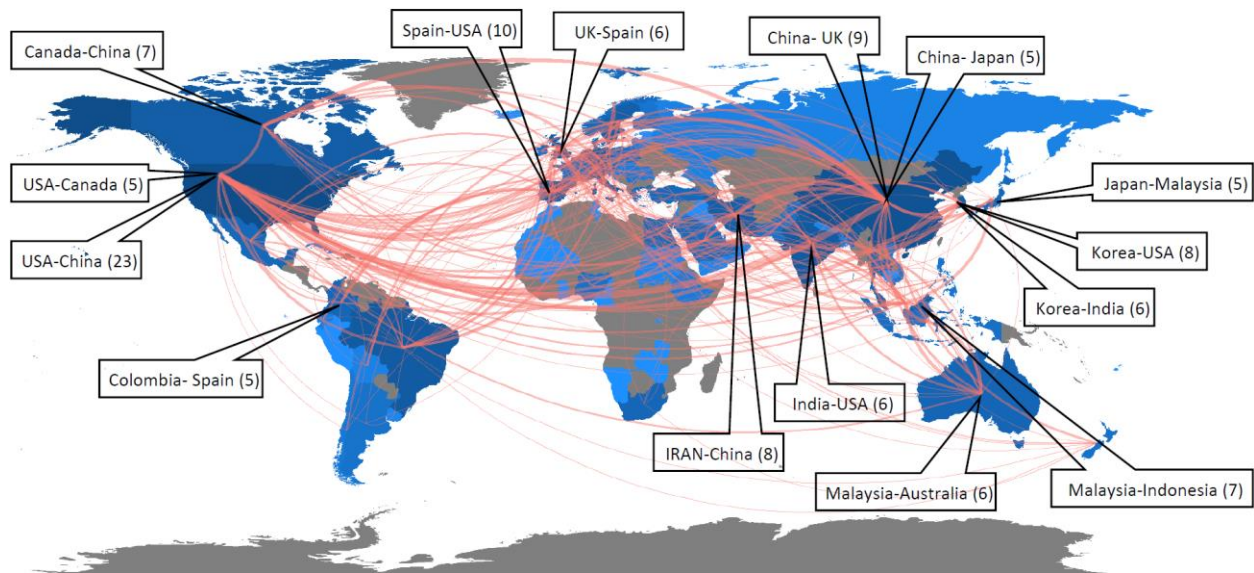 Canada-China (7)
Spain-USA (10)
UK-Spain (6)
China- UK (9)
China- Japan (5)
USA-Canada (5)
Japan-Malaysia (5)
USA-China (23)
Korea-USA (8)
Korea-India (6)
Colombia- Spain (5)
India-USA (6)
IRAN-China (8)
Malaysia-Australia (6)
Malaysia-Indonesia (7)